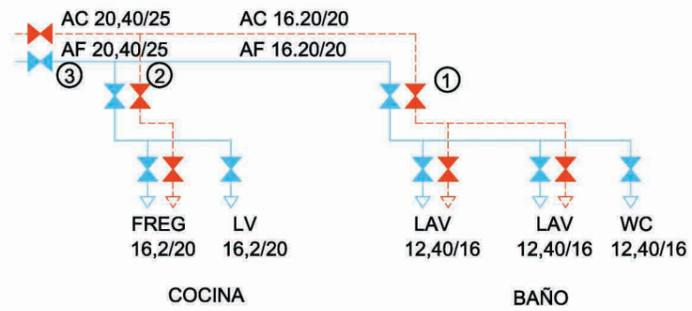 AC 20,40/25 AC 16.20/20
AF 20,40/25 AF 16.20/20
3 2 1
FREG LV LAV LAV WC
16,2/20 16,2/20 12,40/16 12,40/16 12,40/16
COCINA BAÑO